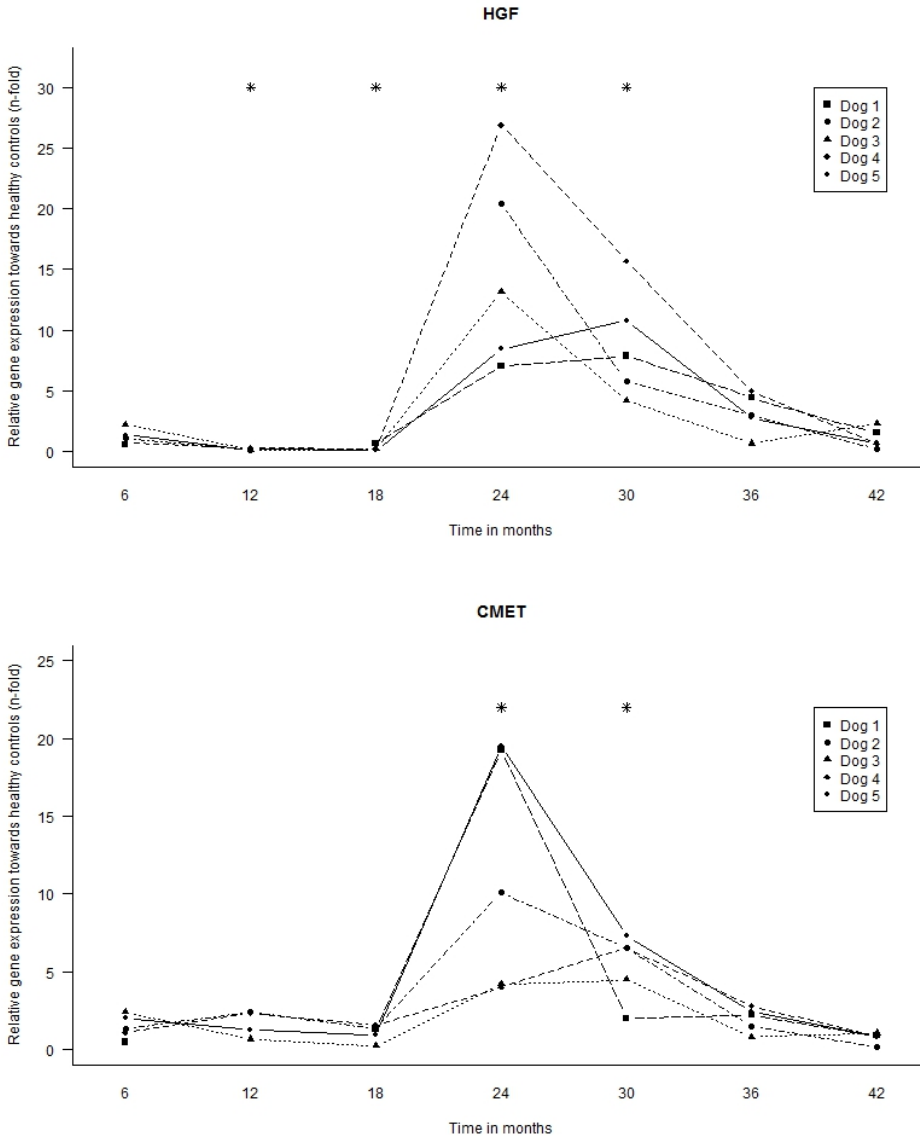 HGF
Relative gene expression towards healthy controls (n-fold)
30
25
20
15
10
5
0
* * * *
Dog 1
Dog 2
Dog 3
Dog 4
Dog 5
6 12 18 24 30 36 42
Time in months
CMET
Relative gene expression towards healthy controls (n-fold)
25
20
15
10
5
0
* *
Dog 1
Dog 2
Dog 3
Dog 4
Dog 5
6 12 18 24 30 36 42
Time in months